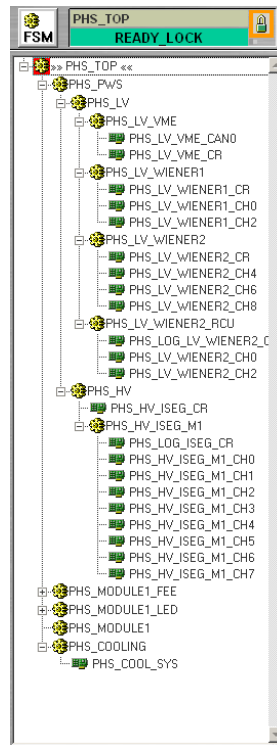 PHS_TOP
FSM
READY_LOCK
»» PHS_TOP ««
PHS_PWS
PHS_LV
PHS_LV_VME
PHS_LV_VME_CAN0
PHS_LV_VME_CR
PHS_LV_WIENER1
PHS_LV_WIENER1_CR
PHS_LV_WIENER1_CH0
PHS_LV_WIENER1_CH2
PHS_LV_WIENER2
PHS_LV_WIENER2_CR
PHS_LV_WIENER2_CH4
PHS_LV_WIENER2_CH6
PHS_LV_WIENER2_CH8
PHS_LV_WIENER2_RCU
PHS_LOG_LV_WIENER2_C
PHS_LV_WIENER2_CH0
PHS_LV_WIENER2_CH2
PHS_HV
PHS_HV_ISEG_CR
PHS_HV_ISEG_M1
PHS_LOG_ISEG_CR
PHS_HV_ISEG_M1_CH0
PHS_HV_ISEG_M1_CH1
PHS_HV_ISEG_M1_CH2
PHS_HV_ISEG_M1_CH3
PHS_HV_ISEG_M1_CH4
PHS_HV_ISEG_M1_CH5
PHS_HV_ISEG_M1_CH6
PHS_HV_ISEG_M1_CH7
PHS_MODULE1_FEE
PHS_MODULE1_LED
PHS_MODULE1
PHS_COOLING
PHS_COOL_SYS